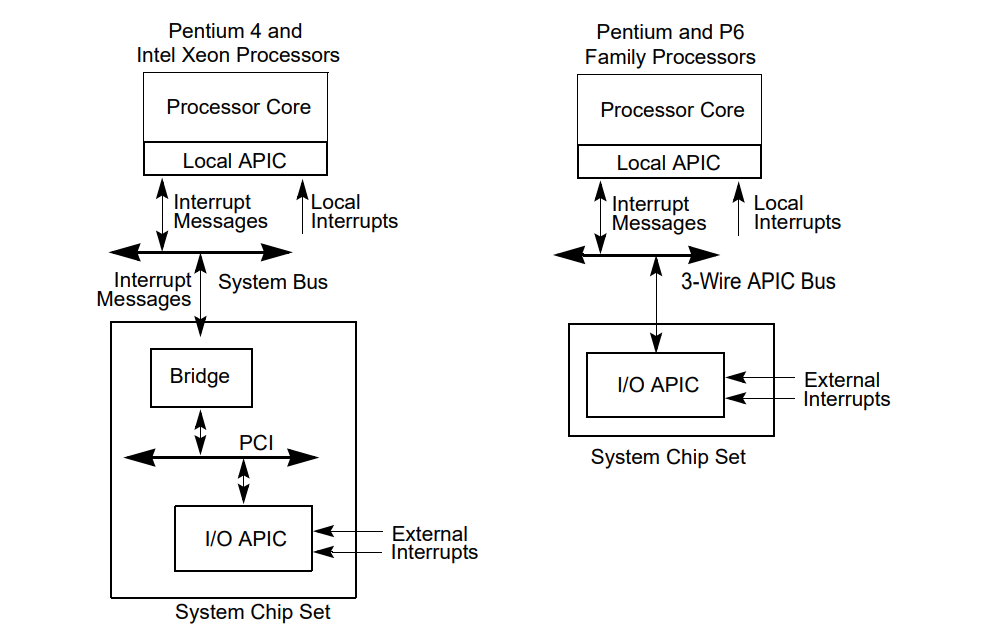 Pentium 4 and
Intel Xeon Processors
Processor Core
Local APIC
Interrupt
Messages
Local
Interrupts
Interrupt
Messages
System Bus
Bridge
PCI
I/O APIC
External
Interrupts
System Chip Set
Pentium and P6
Family Processors
Processor Core
Local APIC
Interrupt
Messages
Local
Interrupts
3-Wire APIC Bus
I/O APIC
External
Interrupts
System Chip Set